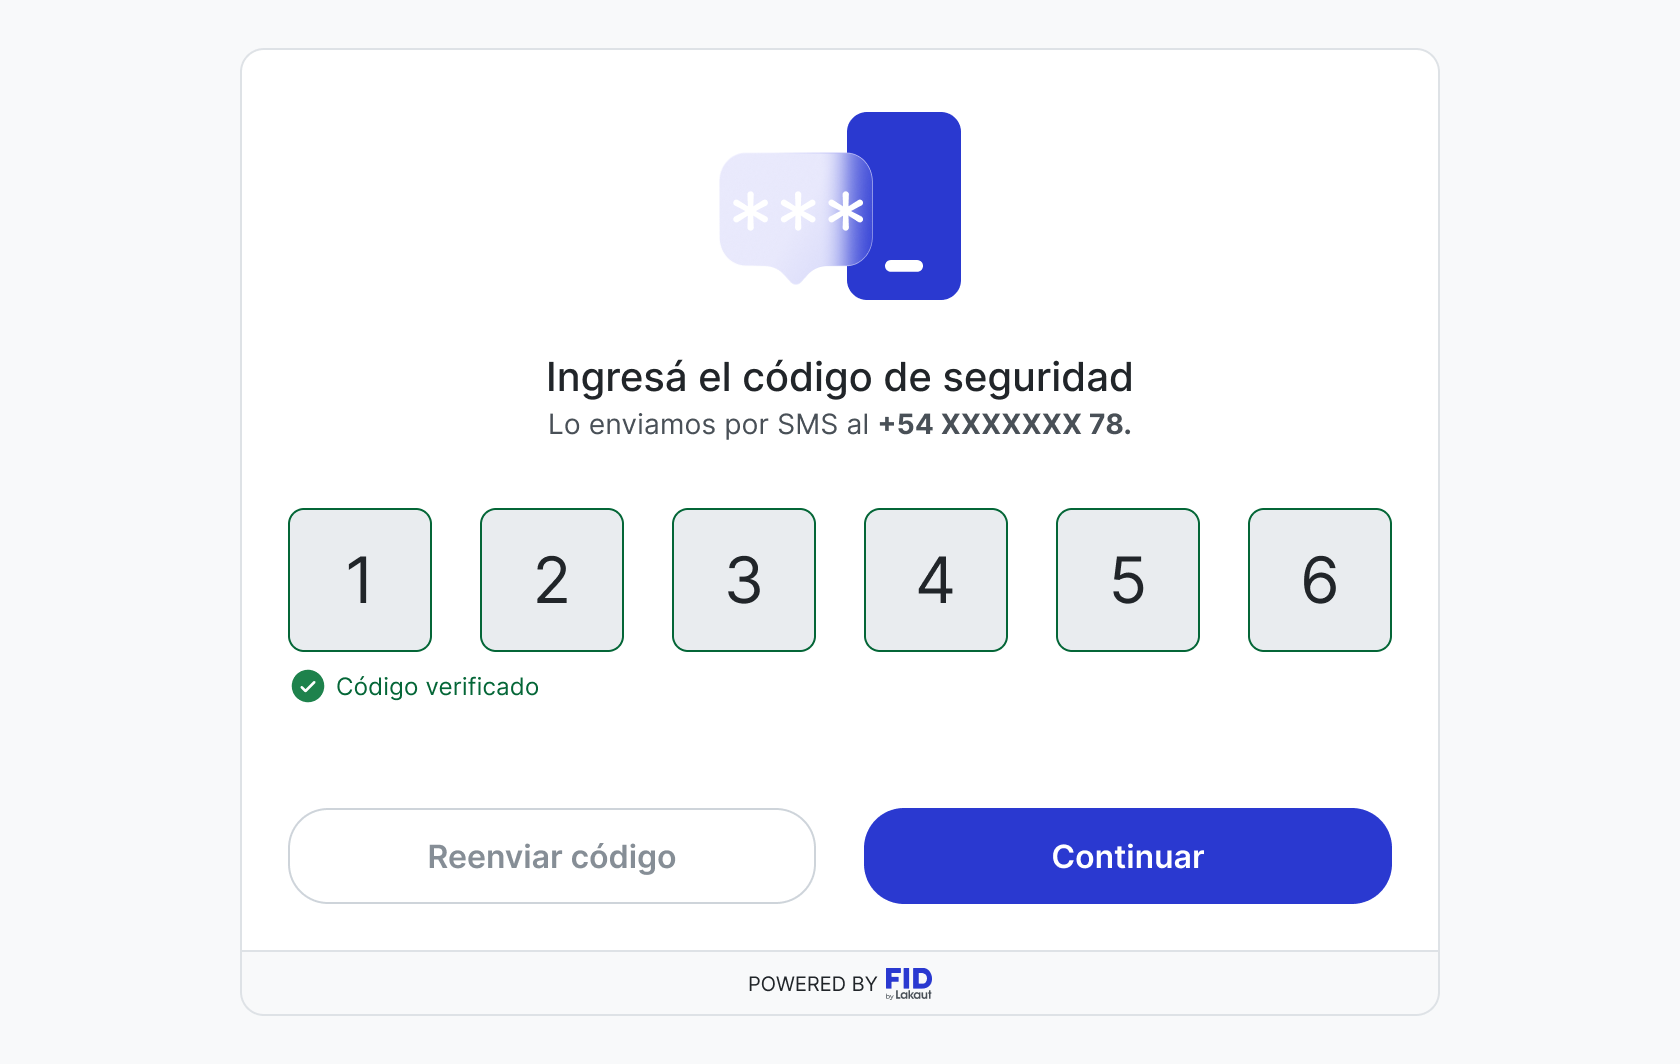 ***
Ingresá el código de seguridad
Lo enviamos por SMS al +54 XXXXXXX 78.
1 2 3 4 5 6
Código verificado
Reenviar código
Continuar
POWERED BY FID
by Lakaut